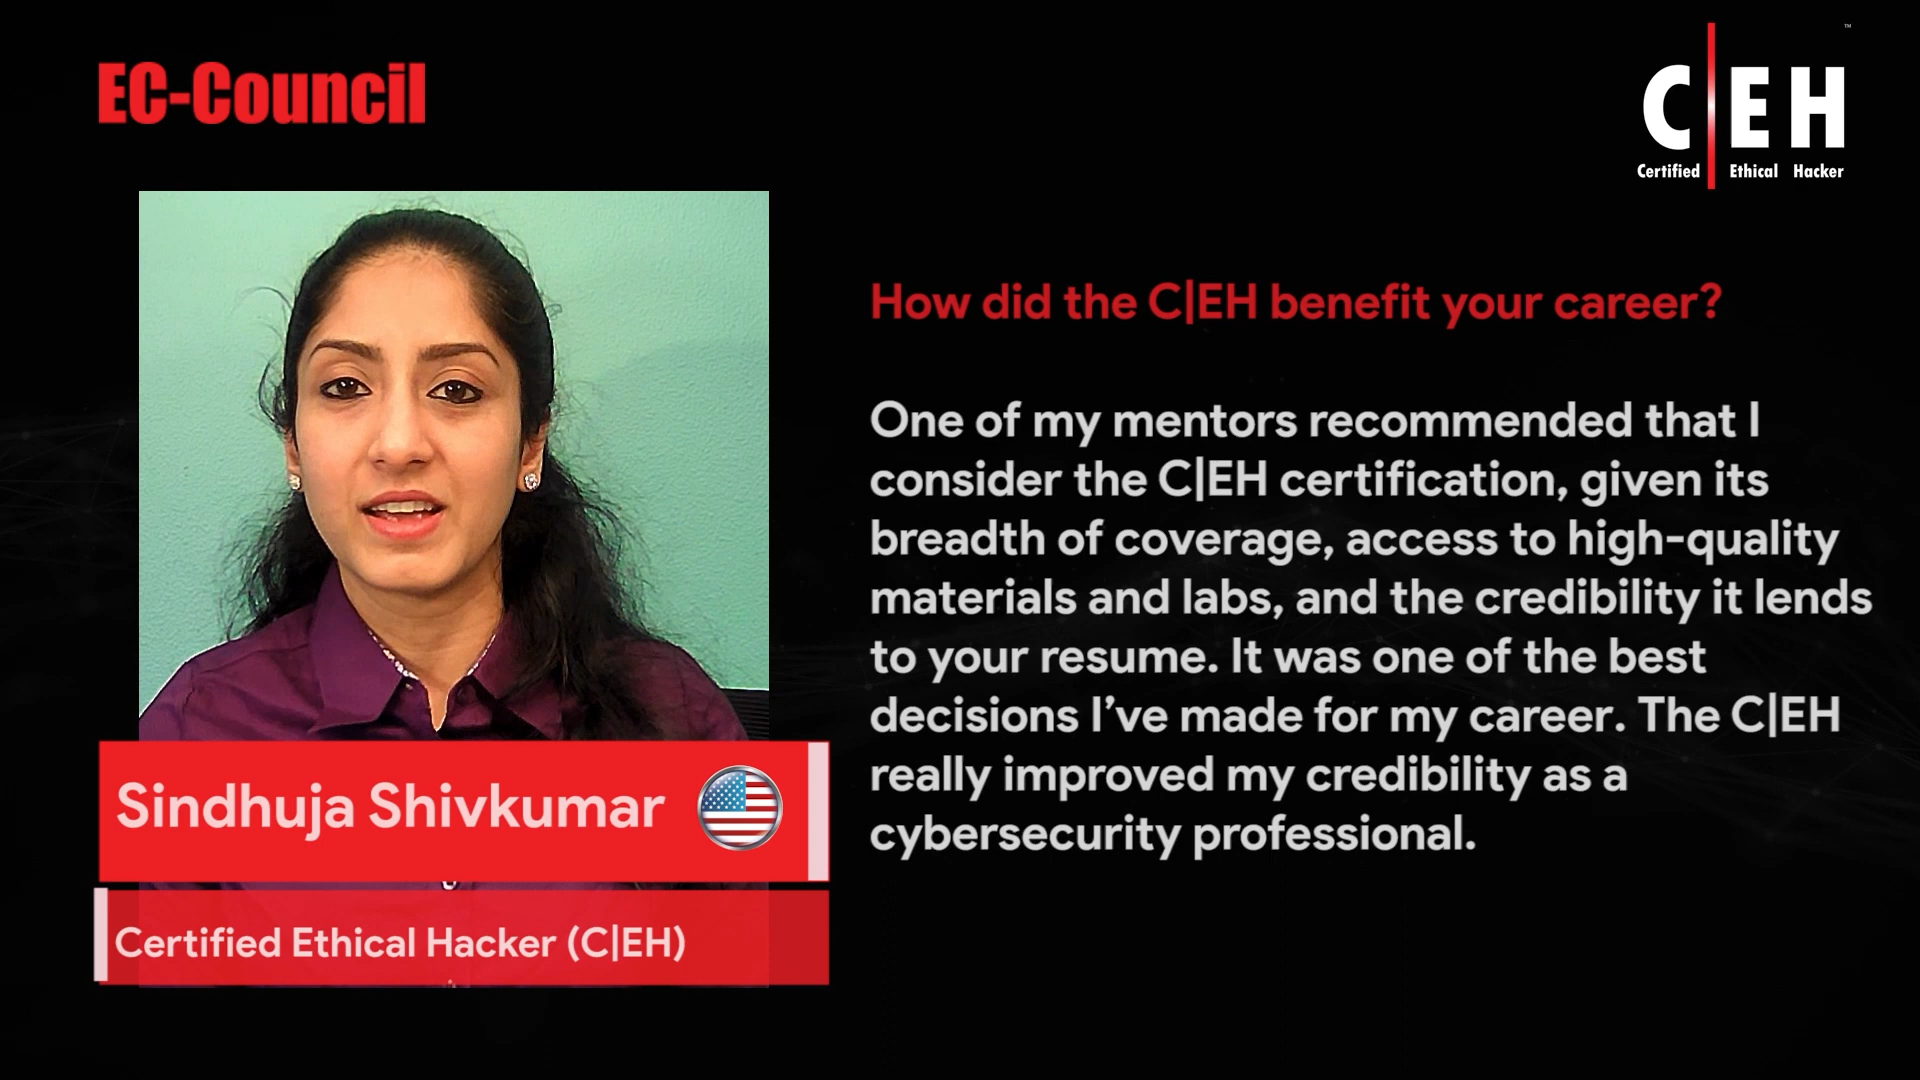 EC-Council
C|EH
™
Certified Ethical Hacker
How did the C|EH benefit your career?
One of my mentors recommended that I
consider the C|EH certification, given its
breadth of coverage, access to high-quality
materials and labs, and the credibility it lends
to your resume. It was one of the best
decisions I’ve made for my career. The C|EH
really improved my credibility as a
cybersecurity professional.
Sindhuja Shivkumar
Certified Ethical Hacker (C|EH)